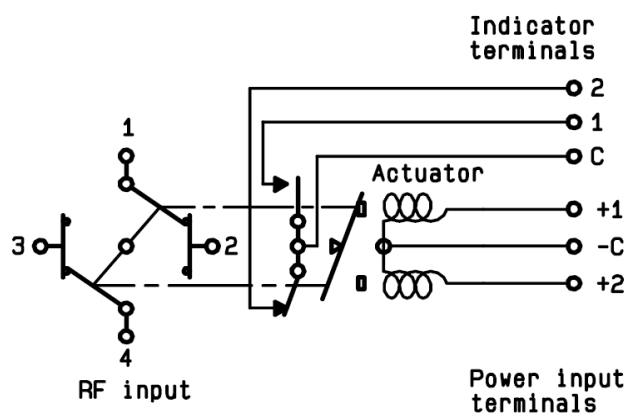 Indicator
terminals
2
1
C
Actuator
+1
-C
+2
1
3
2
4
RF input
Power input
terminals